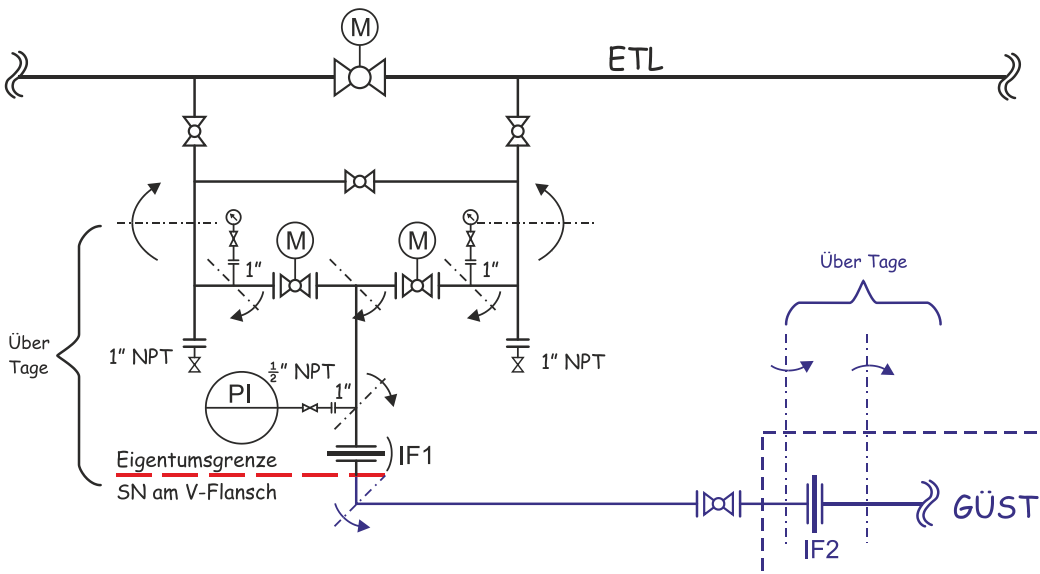 M
ETL
M
M
1"
1"
Über Tage
Über
Tage
1" NPT
1" NPT
½" NPT
PI
1"
IF1
Eigentumsgrenze
SN am V-Flansch
GÜST
IF2